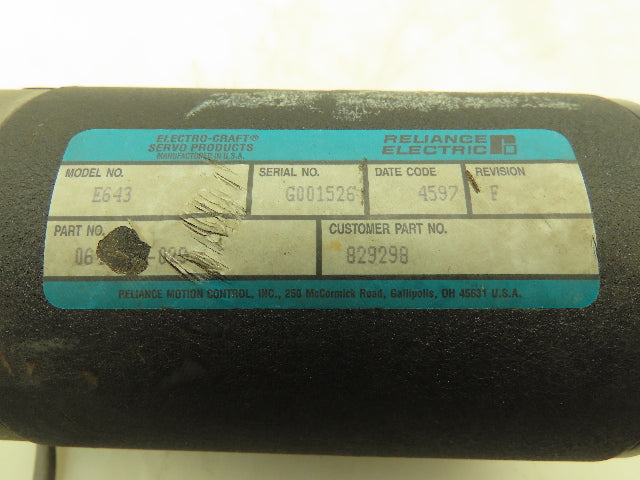 ELECTRO-CRAFT® RELIANCE
SERVO PRODUCTS ELECTRIC
MANUFACTURED IN U.S.A.
MODEL NO. SERIAL NO. DATE CODE REVISION
E643 G001526 4597 F
PART NO. CUSTOMER PART NO.
829298
RELIANCE MOTION CONTROL, INC., 250 McCormick Road, Gallipolis, OH 45631 U.S.A.